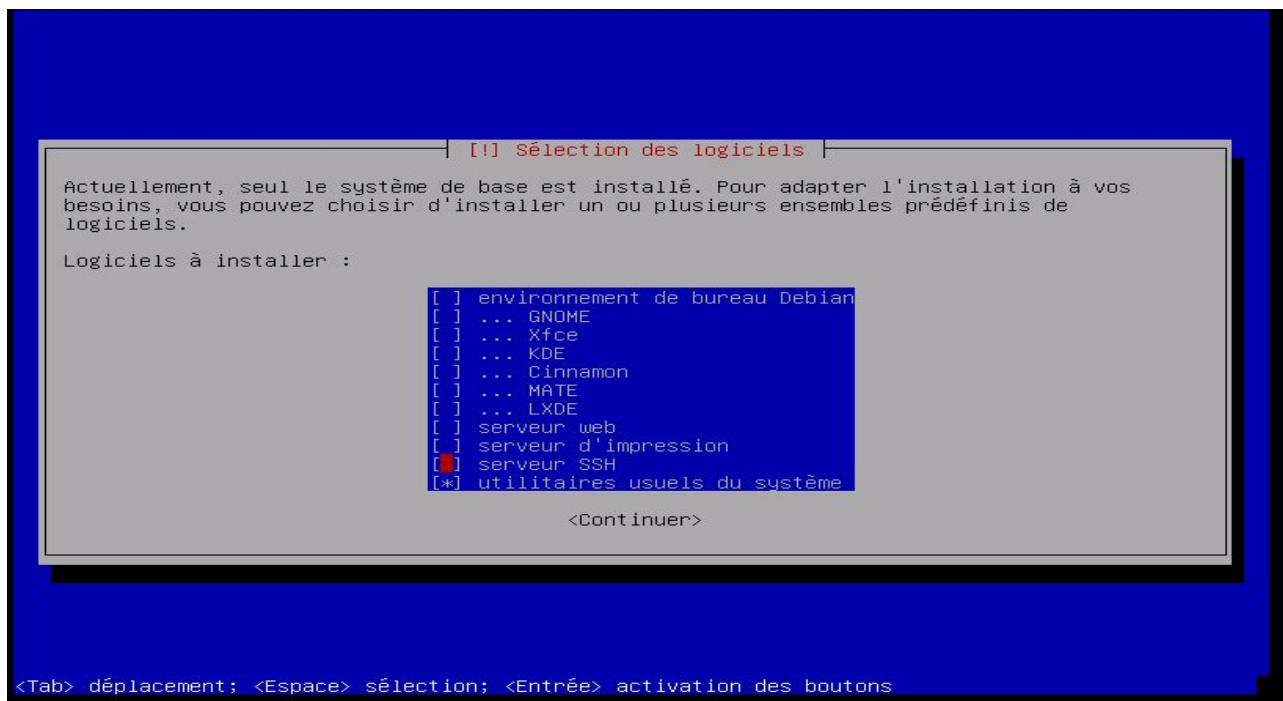 [!] Sélection des logiciels
Actuellement, seul le système de base est installé. Pour adapter l'installation à vos
besoins, vous pouvez choisir d'installer un ou plusieurs ensembles prédéfinis de
logiciels.
Logiciels à installer :
[ ] environnement de bureau Debian
[ ] ... GNOME
[ ] ... Xfce
[ ] ... KDE
[ ] ... Cinnamon
[ ] ... MATE
[ ] ... LXDE
[ ] serveur web
[ ] serveur d'impression
[ ] serveur SSH
[*] utilitaires usuels du système
<Continuer>
<Tab> déplacement; <Espace> sélection; <Entrée> activation des boutons